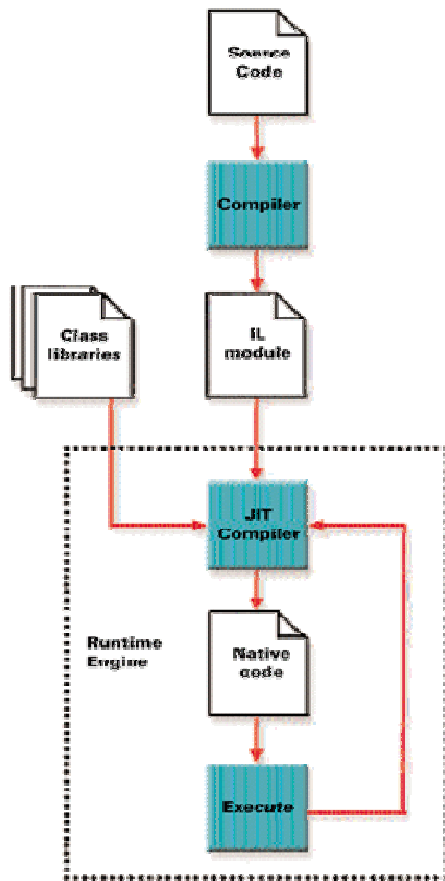 Source
Code
Compiler
Class
libraries
IL
module
JIT
Compiler
Runtime
Engine
Native
code
Execute